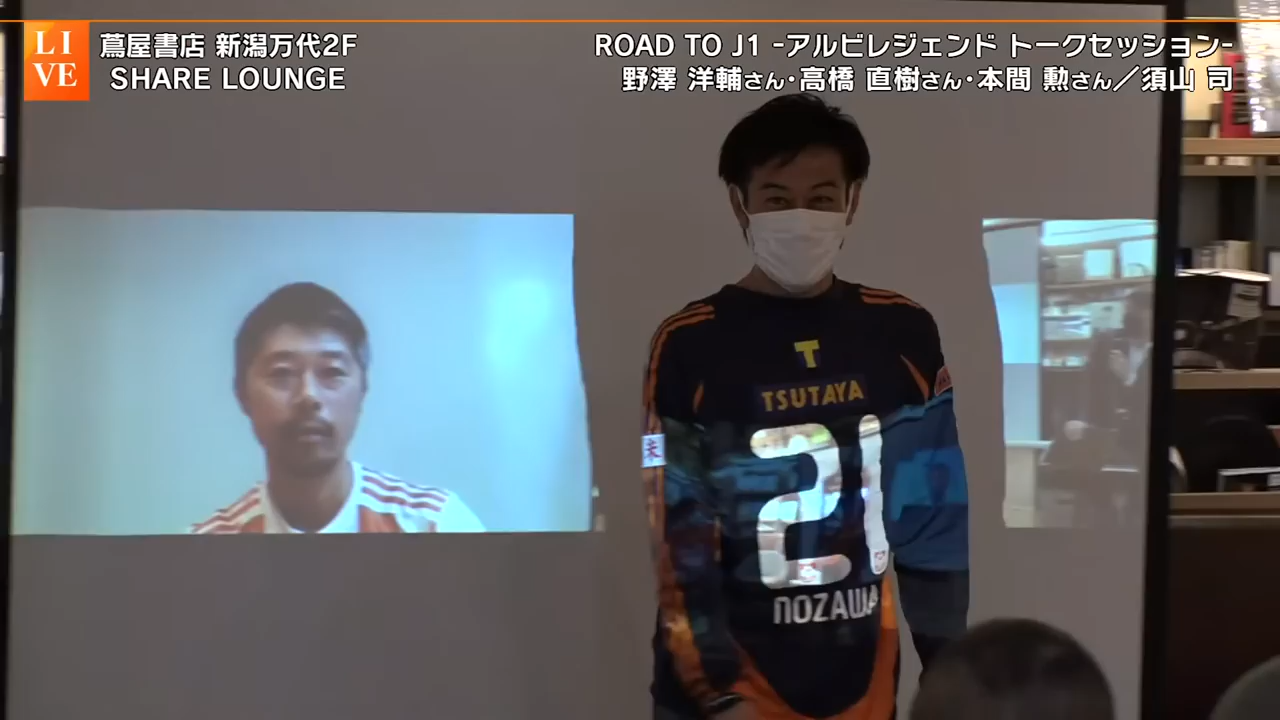 LIVE
蔦屋書店 新潟万代2F
SHARE LOUNGE
ROAD TO J1 -アルビレジェンド トークセッション-
野澤 洋輔さん・高橋 直樹さん・本間 勲さん／須山 司
T
TSUTAYA
21
NOZAWA